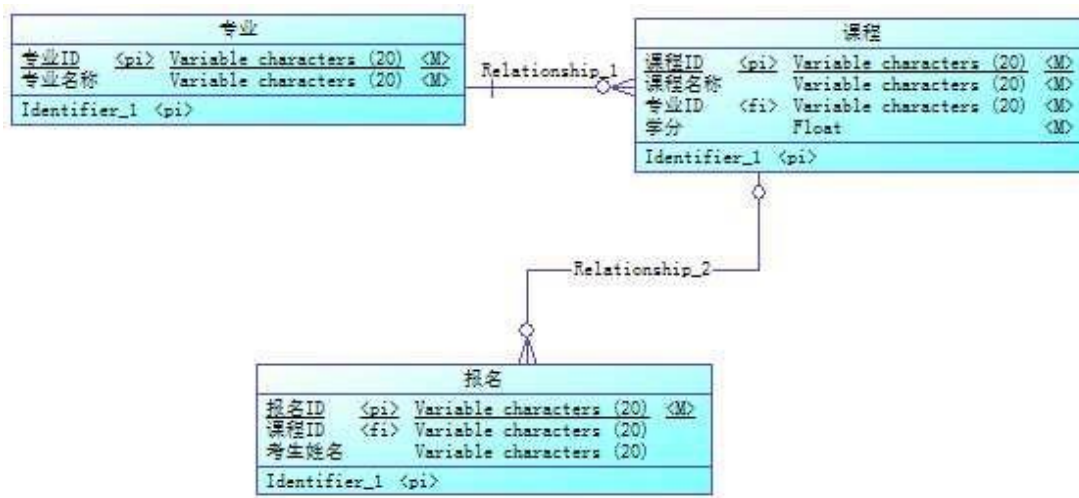 专业
专业ID <pi> Variable characters (20) <M>
专业名称 Variable characters (20) <M>
Identifier_1 <pi>
Relationship_1
课程
课程ID <pi> Variable characters (20) <M>
课程名称 Variable characters (20) <M>
专业ID <fi> Variable characters (20) <M>
学分 Float <M>
Identifier_1 <pi>
Relationship_2
报名
报名ID <pi> Variable characters (20) <M>
课程ID <fi> Variable characters (20)
考生姓名 Variable characters (20)
Identifier_1 <pi>